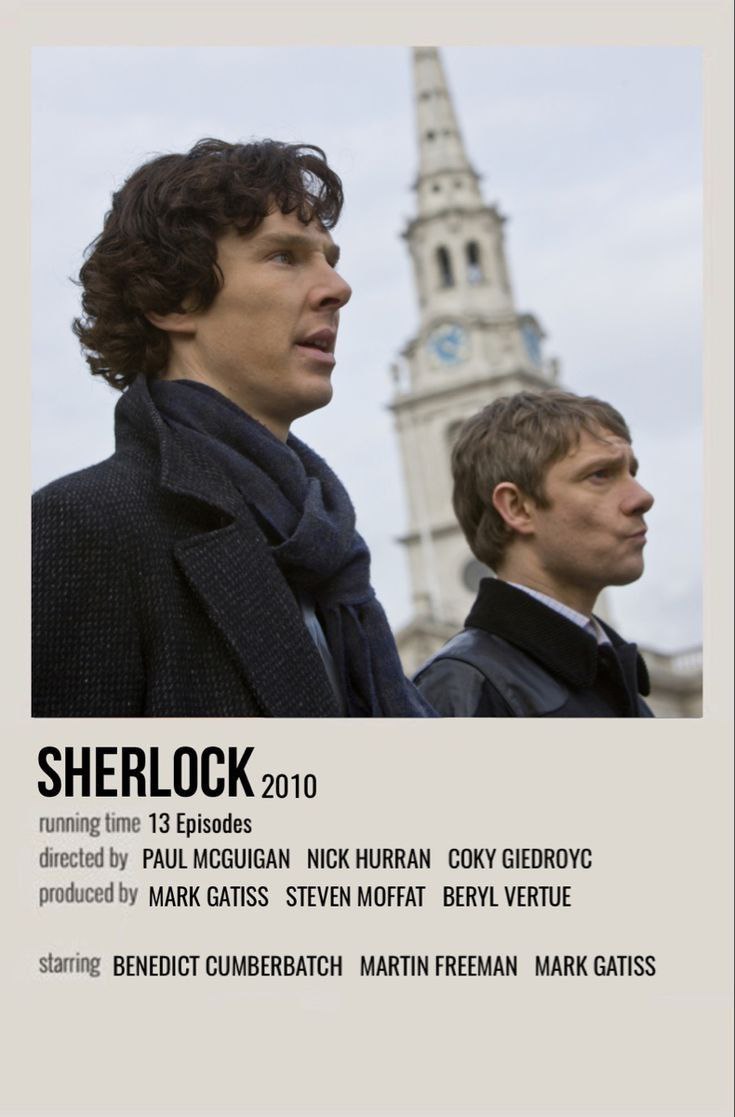 SHERLOCK 2010
running time 13 Episodes
directed by PAUL MCGUIGAN NICK HURRAN COKY GIEDROYC
produced by MARK GATISS STEVEN MOFFAT BERYL VERTUE
starring BENEDICT CUMBERBATCH MARTIN FREEMAN MARK GATISS